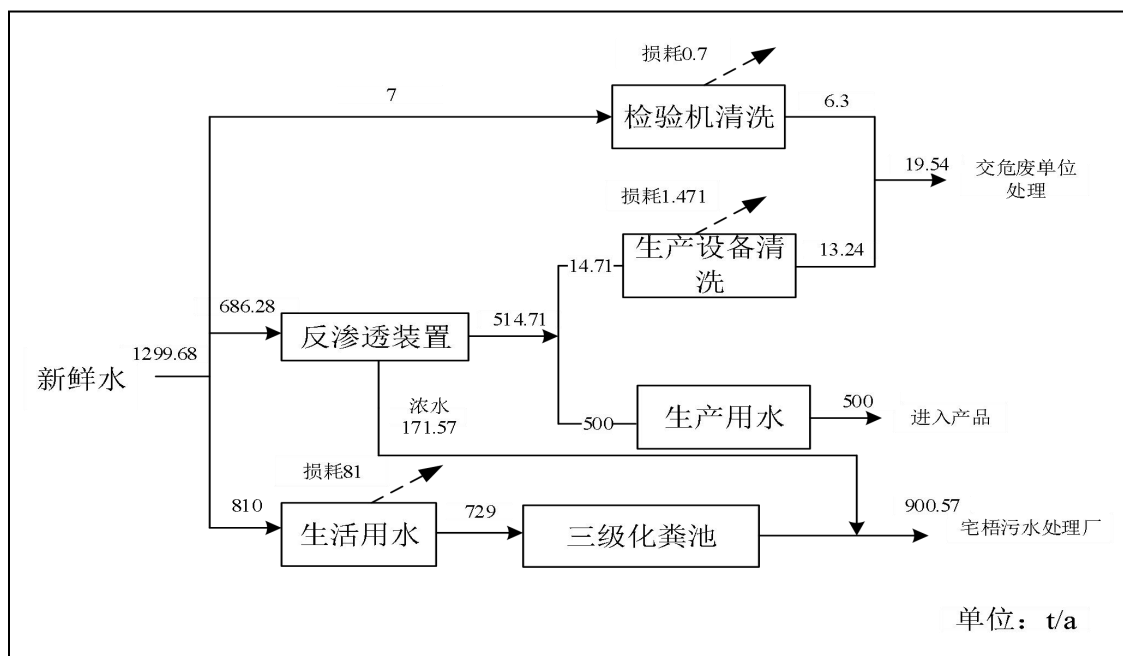 损耗0.7
7
检验机清洗
6.3
19.54
交危废单位
处理
损耗1.471
生产设备清
洗
14.71
13.24
686.28
反渗透装置
514.71
1299.68
新鲜水
浓水
171.57
500
生产用水
500
进入产品
损耗81
810
生活用水
729
三级化粪池
900.57
宅梧污水处理厂
单位：t/a